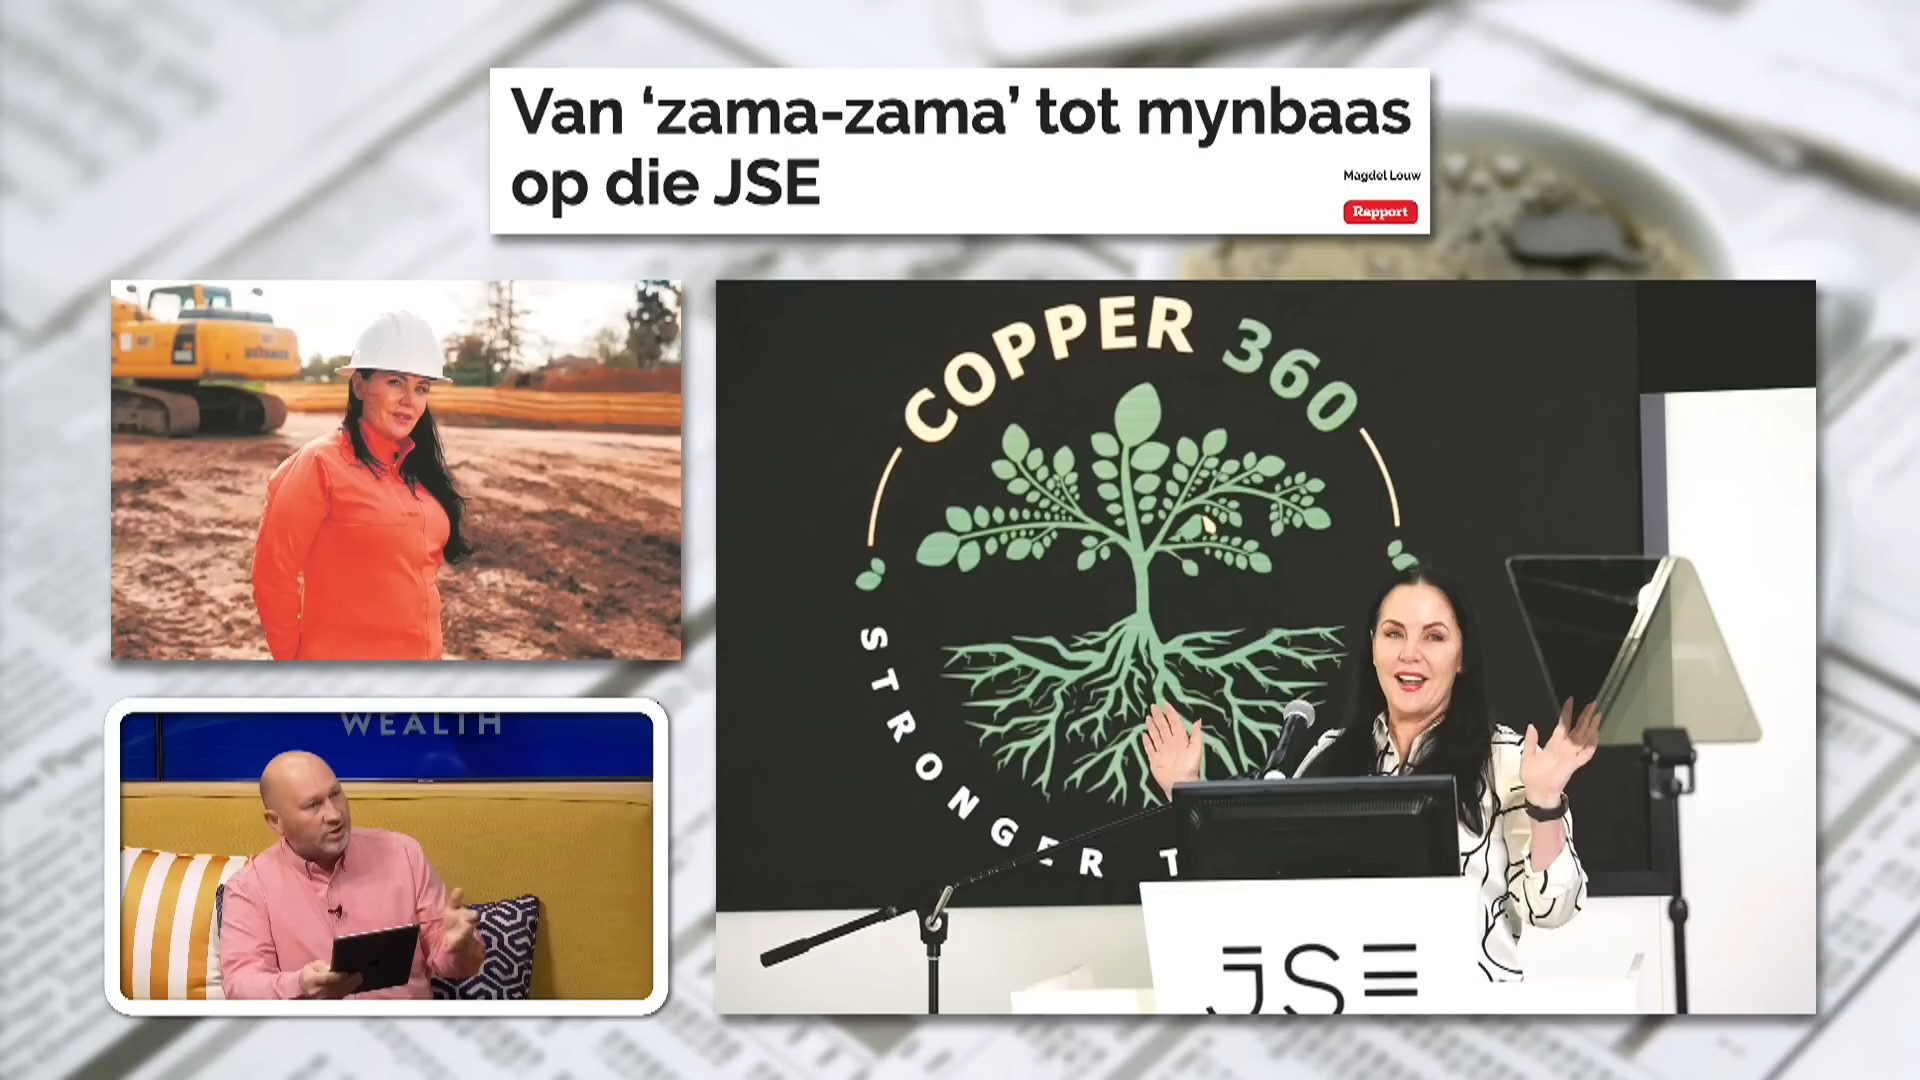 Van ‘zama-zama’ tot mynbaas
op die JSE
Magdel Louw
Rapport
COPPER 360
STRONGER T
WEALTH
JSE